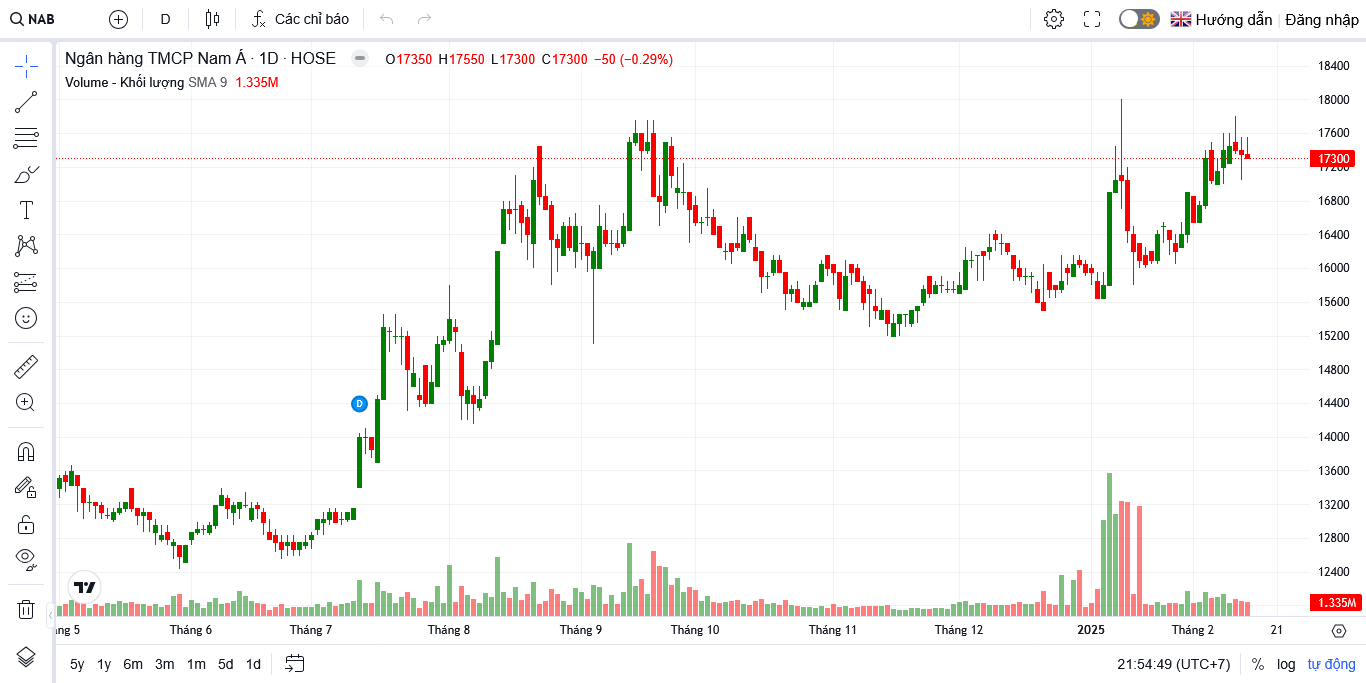 NAB D Các chỉ báo Hướng dẫn Đăng nhập
Ngân hàng TMCP Nam Á · 1D · HOSE O17350 H17550 L17300 C17300 −50 (−0.29%)
Volume - Khối lượng SMA 9 1.335M
18400
18000
17600
17300
17200
16800
16400
16000
15600
15200
14800
14400
D
14000
13600
13200
12800
12400
1.335M
ng 5 Tháng 6 Tháng 7 Tháng 8 Tháng 9 Tháng 10 Tháng 11 Tháng 12 2025 Tháng 2 21
5y 1y 6m 3m 1m 5d 1d 21:54:49 (UTC+7) % log tự động